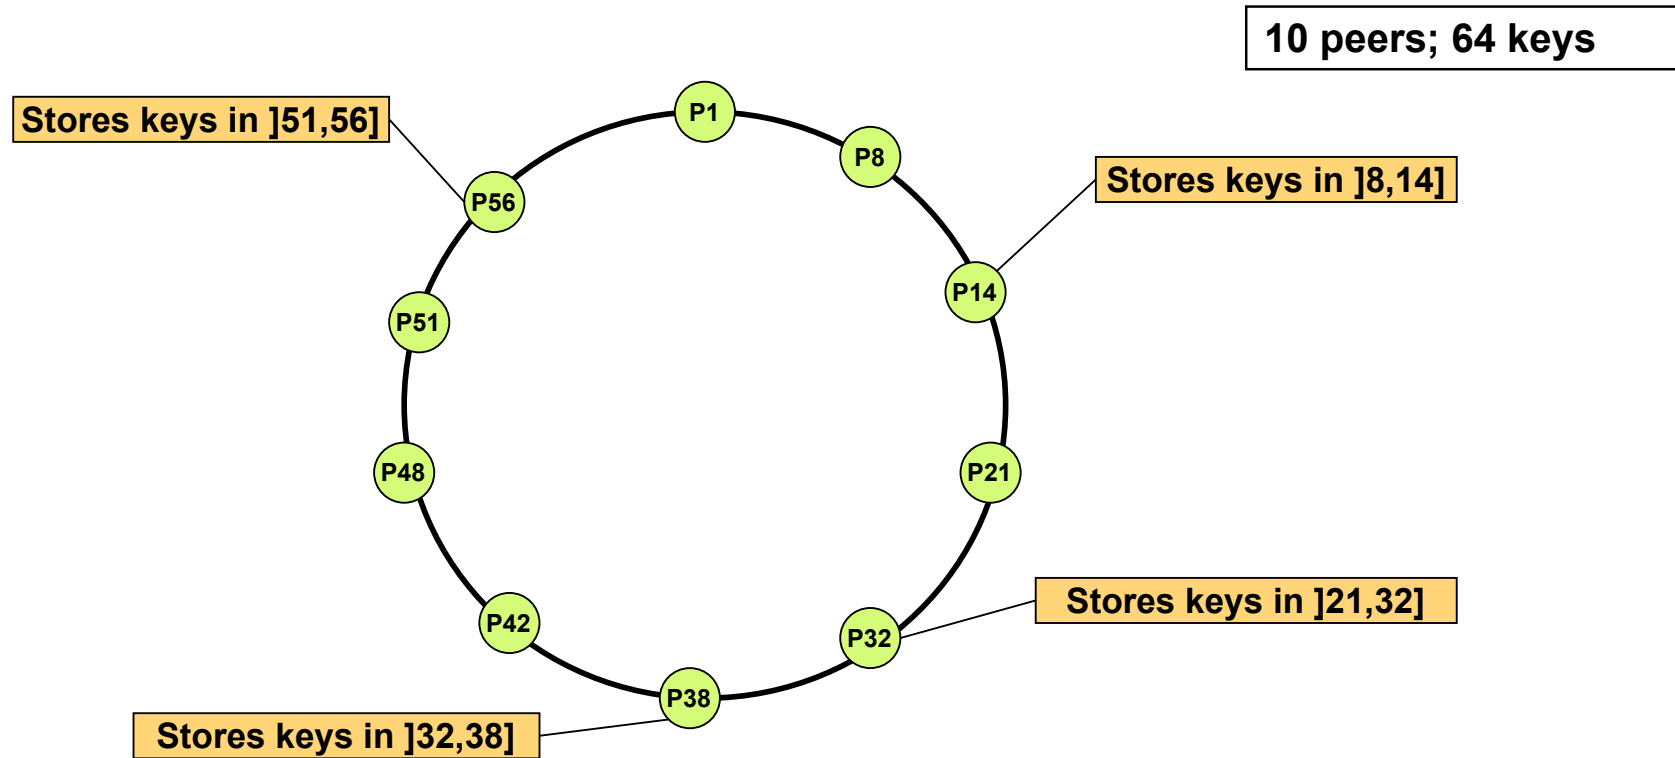 10 peers; 64 keys
Stores keys in ]51,56]
P1
P8
Stores keys in ]8,14]
P56
P14
P51
P48
P21
Stores keys in ]21,32]
P42
P32
P38
Stores keys in ]32,38]